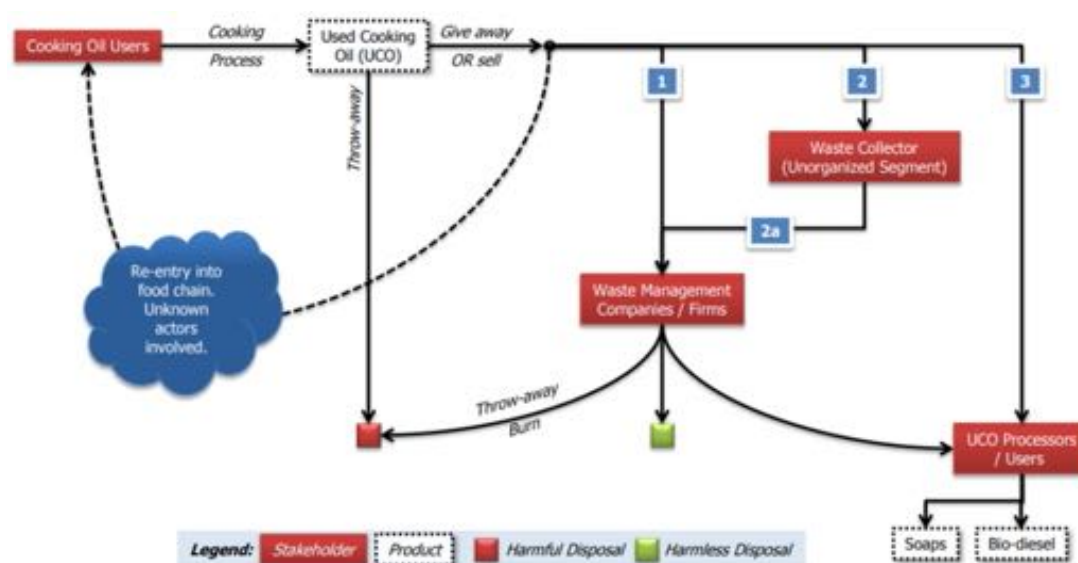 Cooking Oil Users
Cooking
Process
Used Cooking
Oil (UCO)
Give away
OR sell
Throw-away
1
2
3
Waste Collector
(Unorganized Segment)
2a
Re-entry into
food chain.
Unknown
actors
involved.
Waste Management
Companies / Firms
Throw-away
Burn
UCO Processors
/ Users
Soaps
Bio-diesel
Legend:
Stakeholder
Product
Harmful Disposal
Harmless Disposal